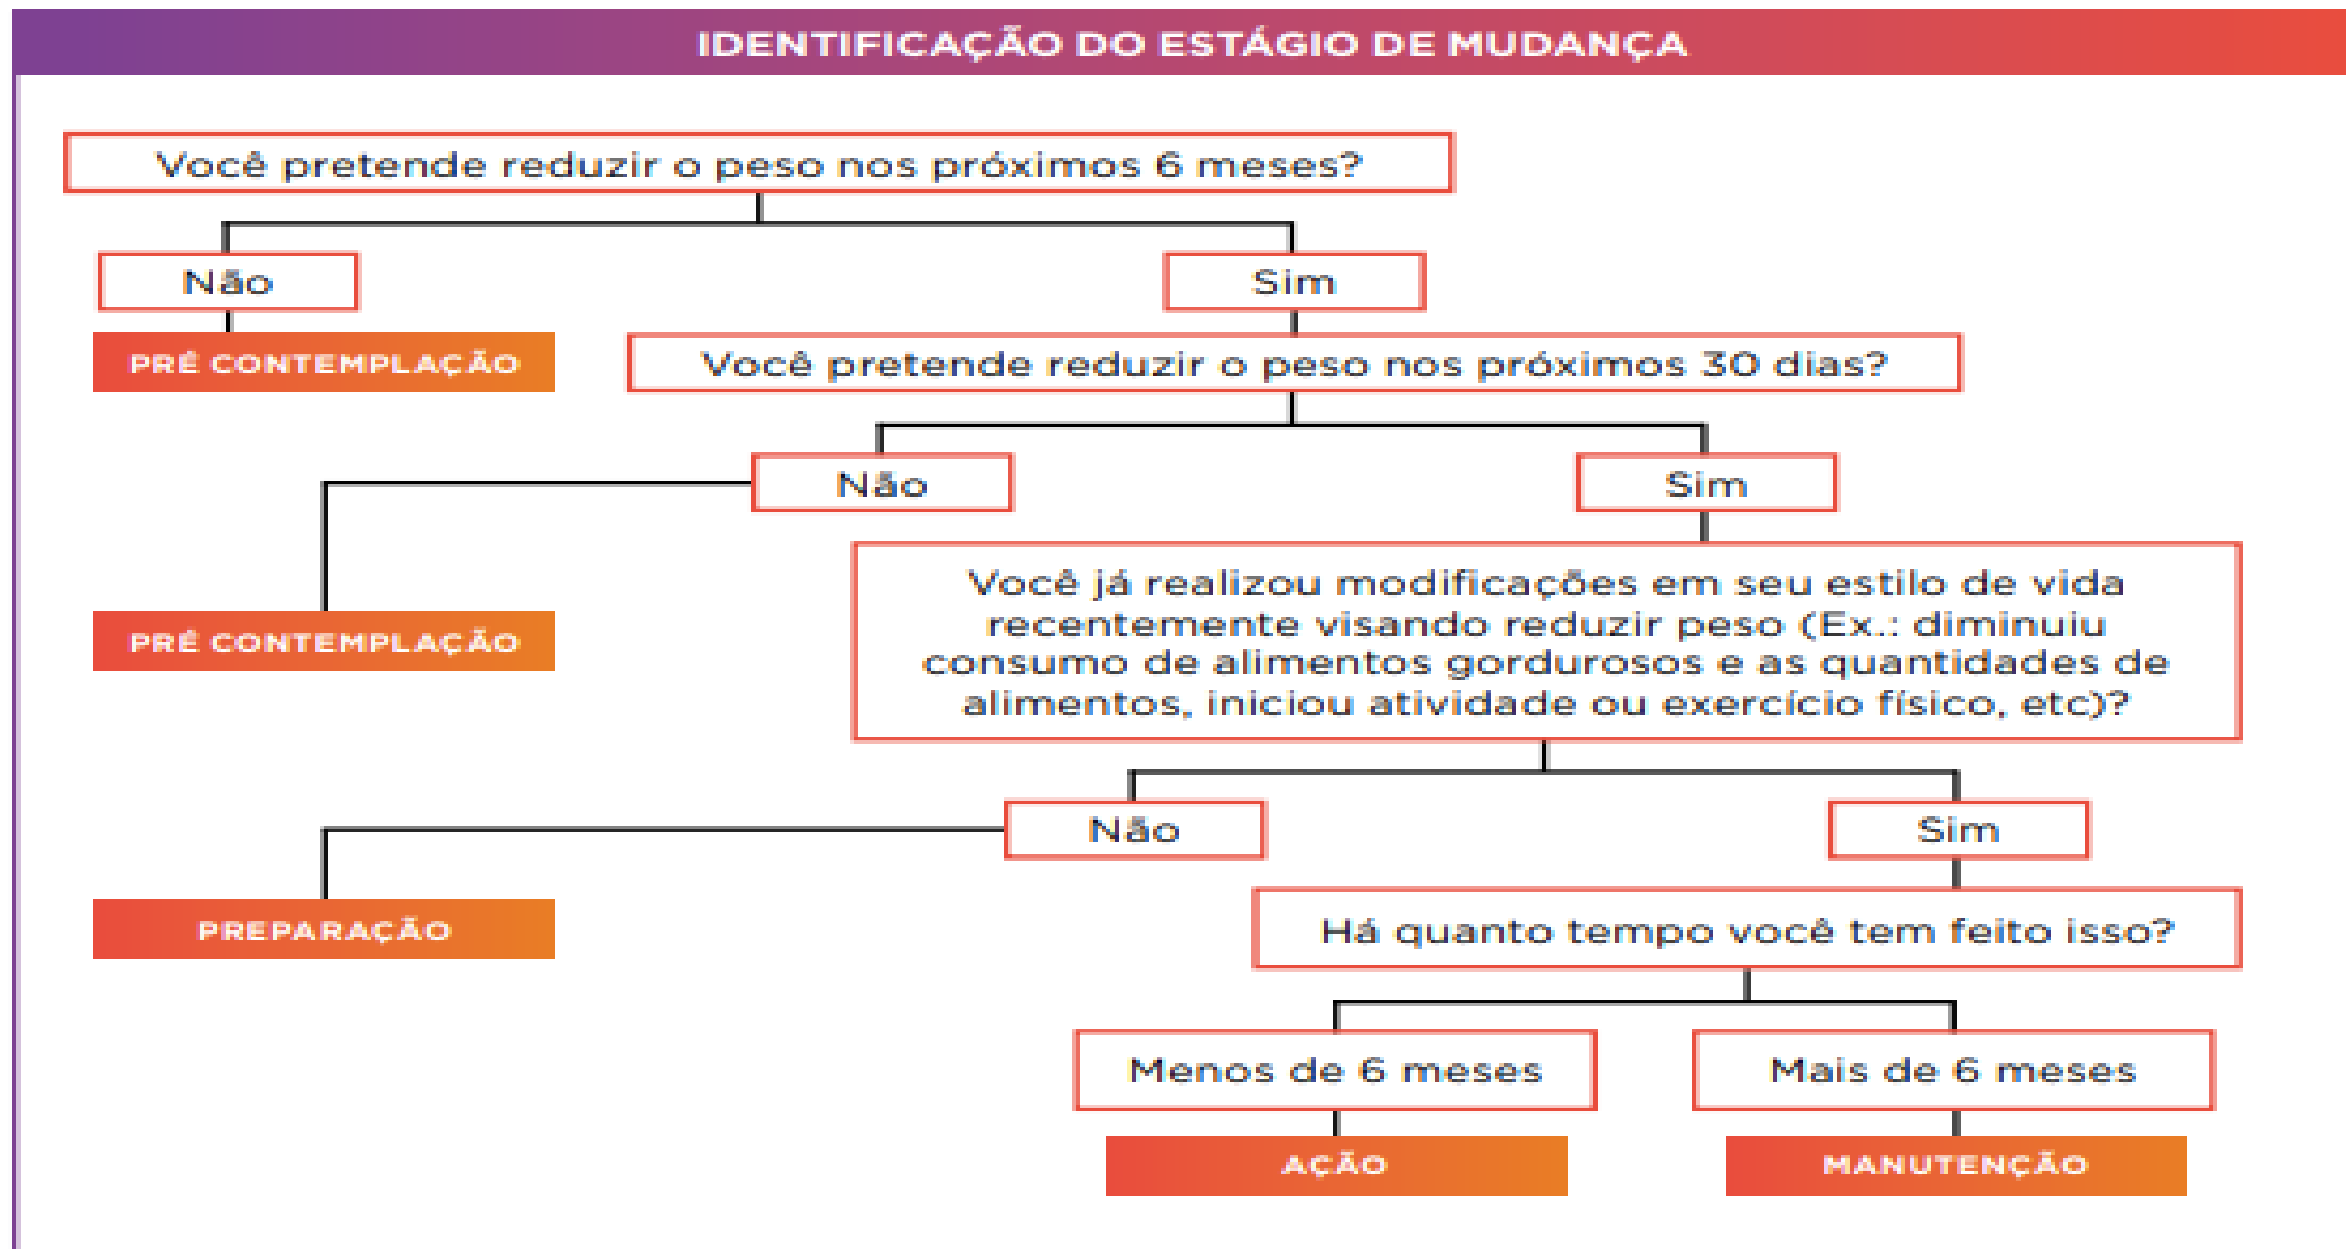 IDENTIFICAÇÃO DO ESTÁGIO DE MUDANÇA
Você pretende reduzir o peso nos próximos 6 meses?
Não
Sim
PRÉ CONTEMPLAÇÃO
Você pretende reduzir o peso nos próximos 30 dias?
Não
Sim
PRÉ CONTEMPLAÇÃO
Você já realizou modificações em seu estilo de vida
recentemente visando reduzir peso (Ex.: diminuiu
consumo de alimentos gordurosos e as quantidades de
alimentos, iniciou atividade ou exercício físico, etc)?
Não
Sim
PREPARAÇÃO
Há quanto tempo você tem feito isso?
Menos de 6 meses
Mais de 6 meses
AÇÃO
MANUTENÇÃO